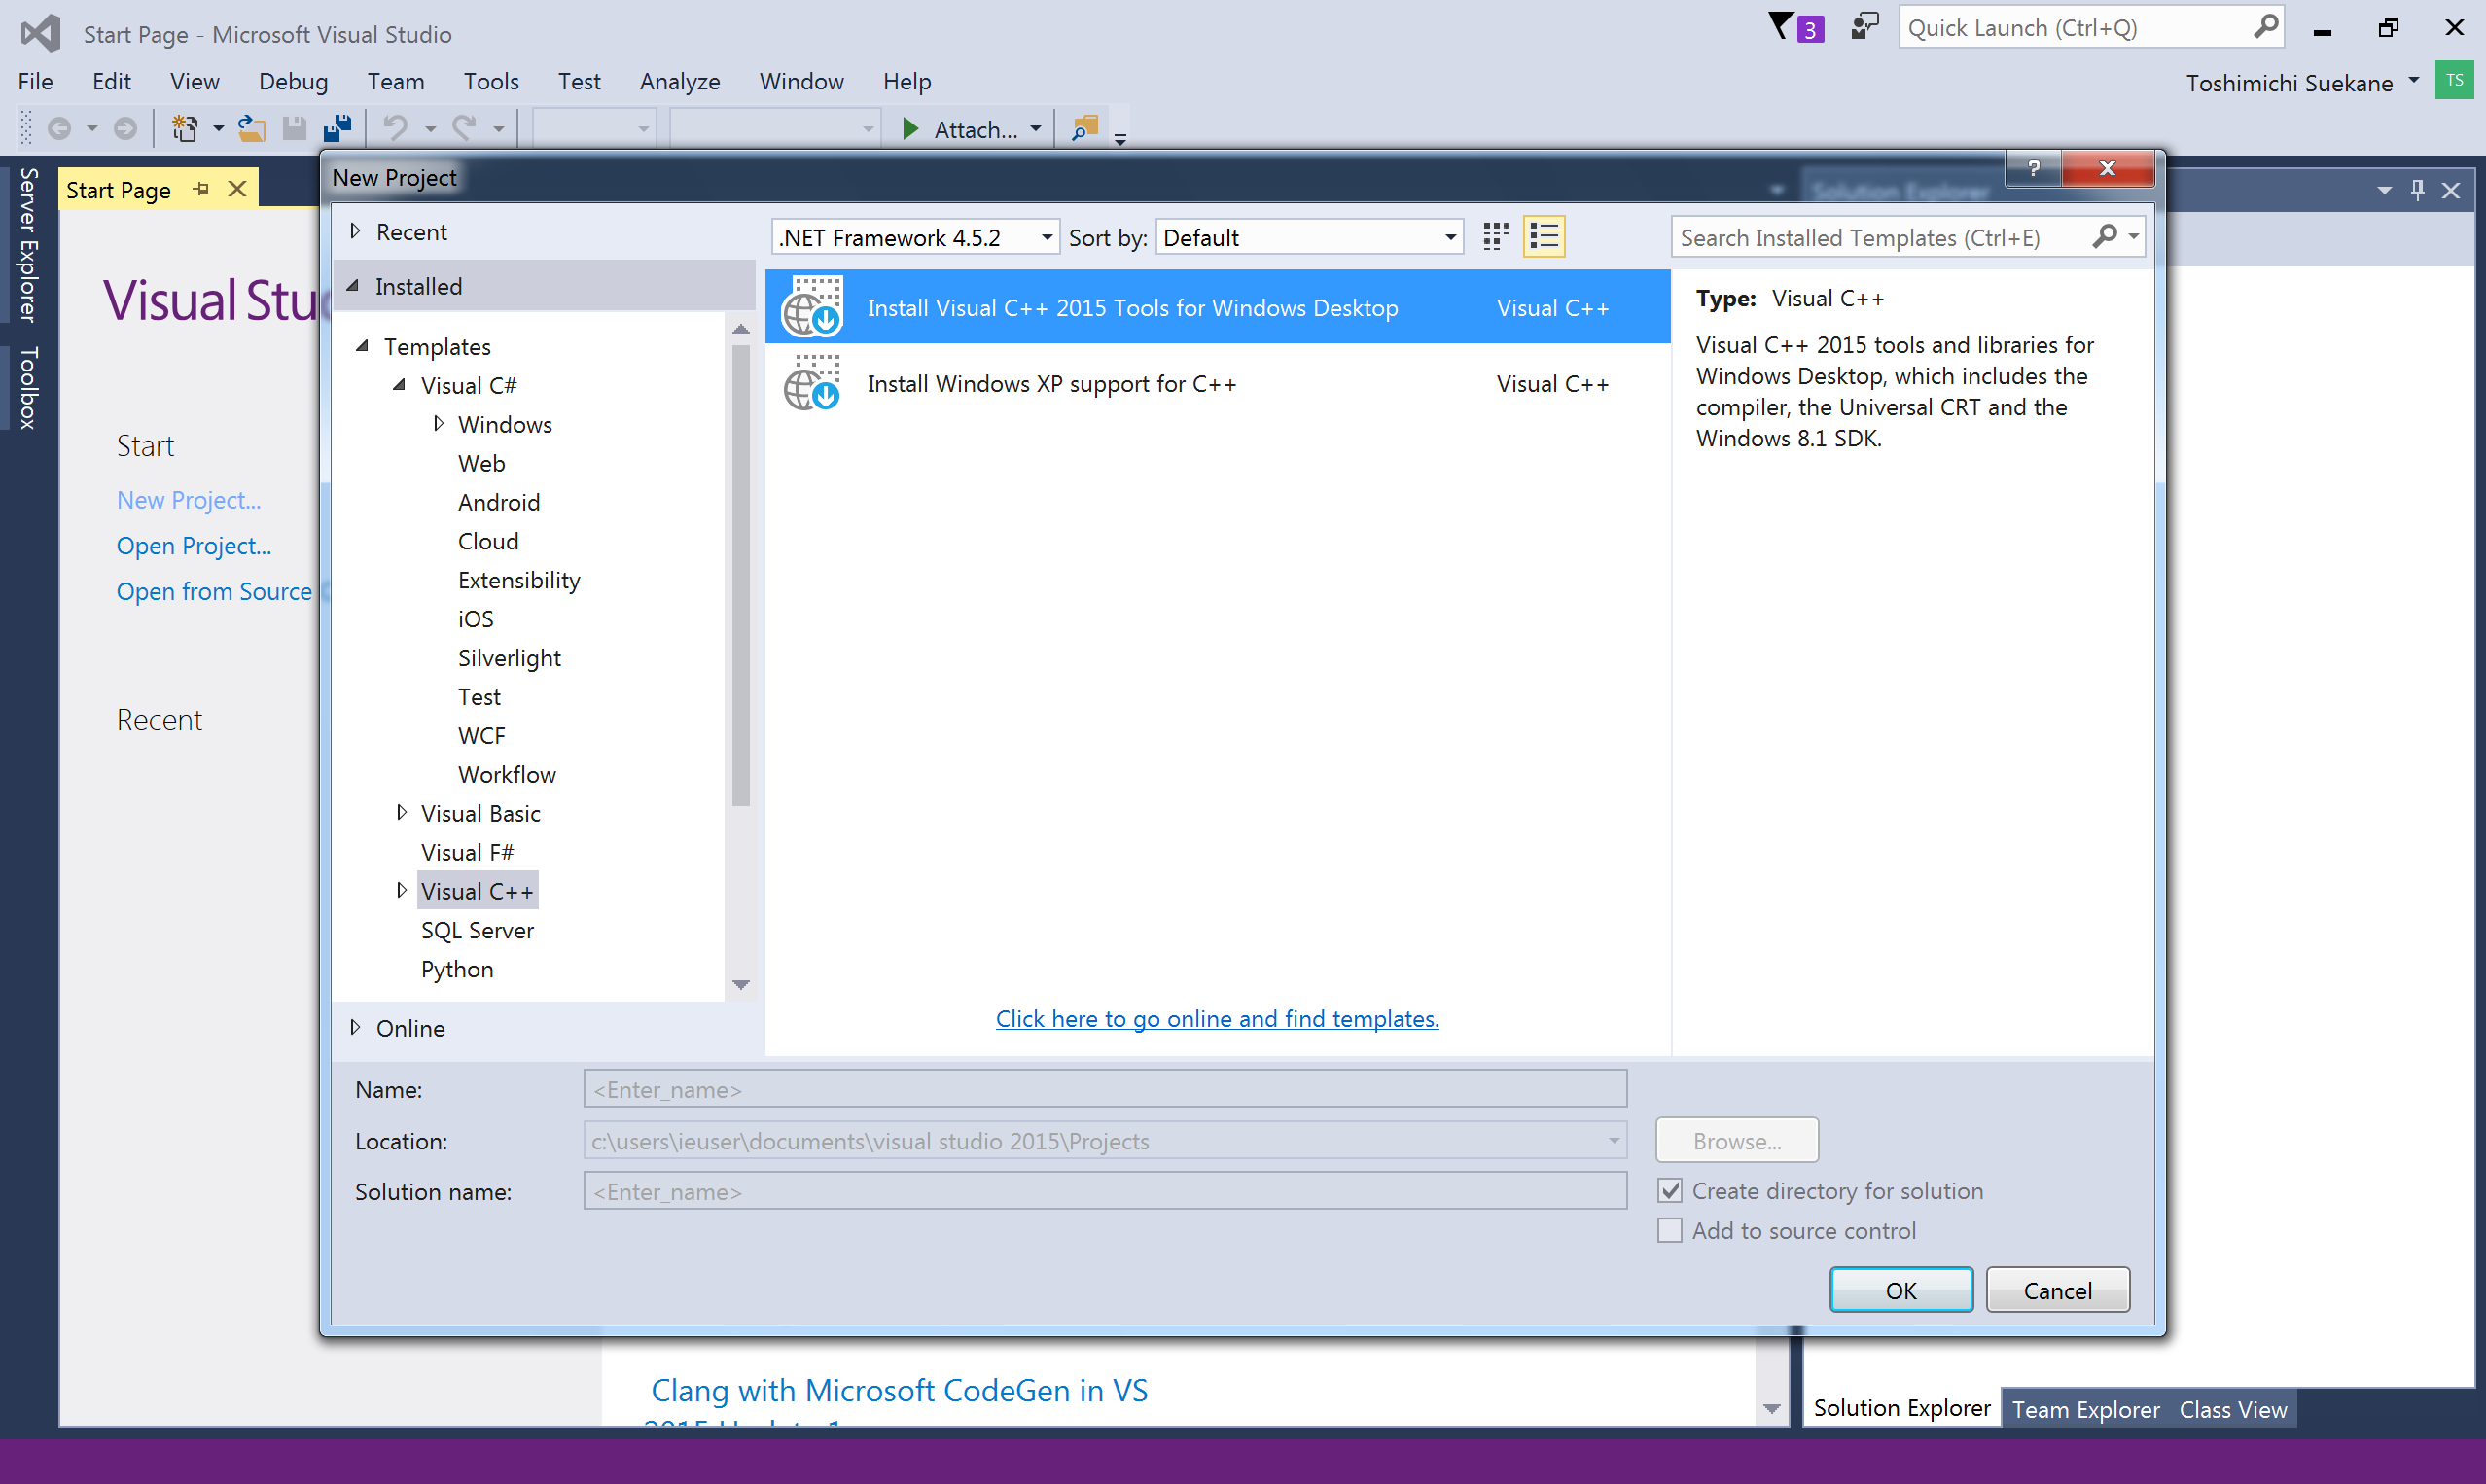 Start Page - Microsoft Visual Studio
3
Quick Launch (Ctrl+Q)
File Edit View Debug Team Tools Test Analyze Window Help
Toshimichi Suekane
TS
Attach...
Server Explorer
Toolbox
Start Page
Solution Explorer
Visual Stu
Start
New Project...
Open Project...
Open from Source
Recent
New Project
?
Recent
Installed
Templates
Visual C#
Windows
Web
Android
Cloud
Extensibility
iOS
Silverlight
Test
WCF
Workflow
Visual Basic
Visual F#
Visual C++
SQL Server
Python
Online
.NET Framework 4.5.2
Sort by: Default
Search Installed Templates (Ctrl+E)
Install Visual C++ 2015 Tools for Windows Desktop Visual C++
Install Windows XP support for C++ Visual C++
Click here to go online and find templates.
Type: Visual C++
Visual C++ 2015 tools and libraries for
Windows Desktop, which includes the
compiler, the Universal CRT and the
Windows 8.1 SDK.
Name: <Enter_name>
Location: c:\users\ieuser\documents\visual studio 2015\Projects
Browse...
Solution name: <Enter_name>
Create directory for solution
Add to source control
OK
Cancel
Clang with Microsoft CodeGen in VS
2015 Update 1
Solution Explorer Team Explorer Class View